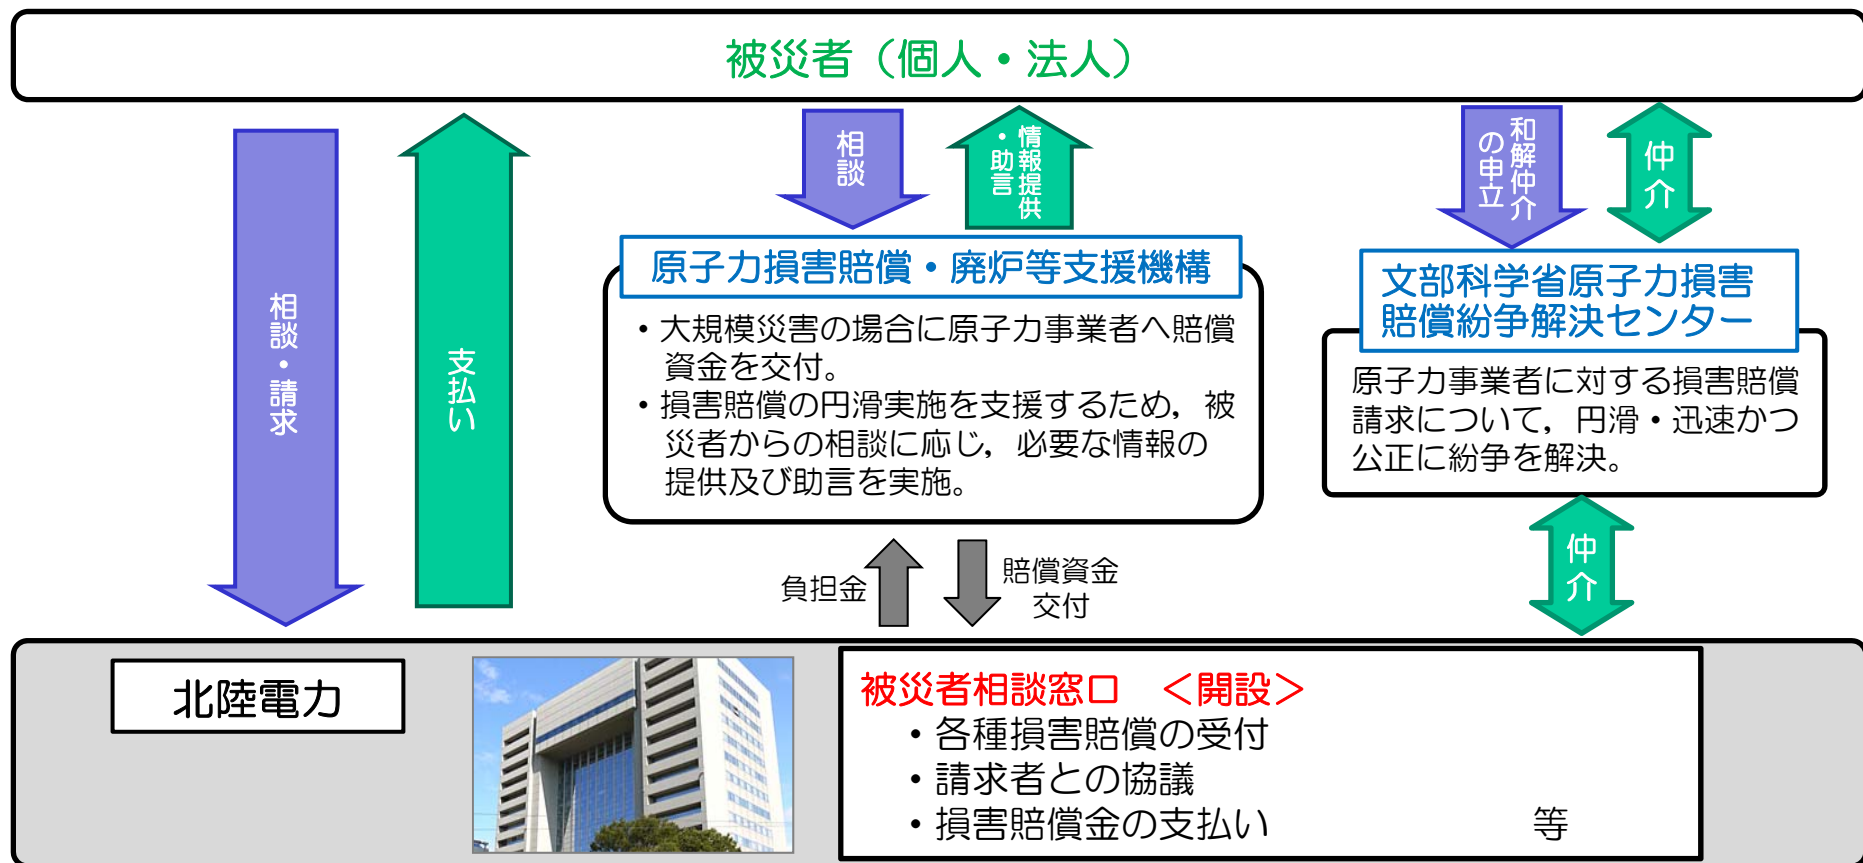 被災者（個人・法人）
相談・請求
支払い
相談
情報提供
・助言
和解仲介
の申立
仲介
原子力損害賠償・廃炉等支援機構
・大規模災害の場合に原子力事業者へ賠償
資金を交付。
・損害賠償の円滑実施を支援するため，被
災者からの相談に応じ，必要な情報の
提供及び助言を実施。
文部科学省原子力損害
賠償紛争解決センター
原子力事業者に対する損害賠償
請求について，円滑・迅速かつ
公正に紛争を解決。
負担金
賠償資金
交付
仲介
北陸電力
被災者相談窓口　＜開設＞
・各種損害賠償の受付
・請求者との協議
・損害賠償金の支払い　等